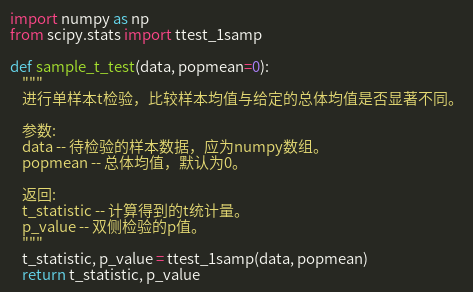 import numpy as np
from scipy.stats import ttest_1samp
def sample_t_test(data, popmean=0):
"""
进行单样本t检验，比较样本均值与给定的总体均值是否显著不同。
参数:
data -- 待检验的样本数据，应为numpy数组。
popmean -- 总体均值，默认为0。
返回:
t_statistic -- 计算得到的t统计量。
p_value -- 双侧检验的p值。
"""
t_statistic, p_value = ttest_1samp(data, popmean)
return t_statistic, p_value